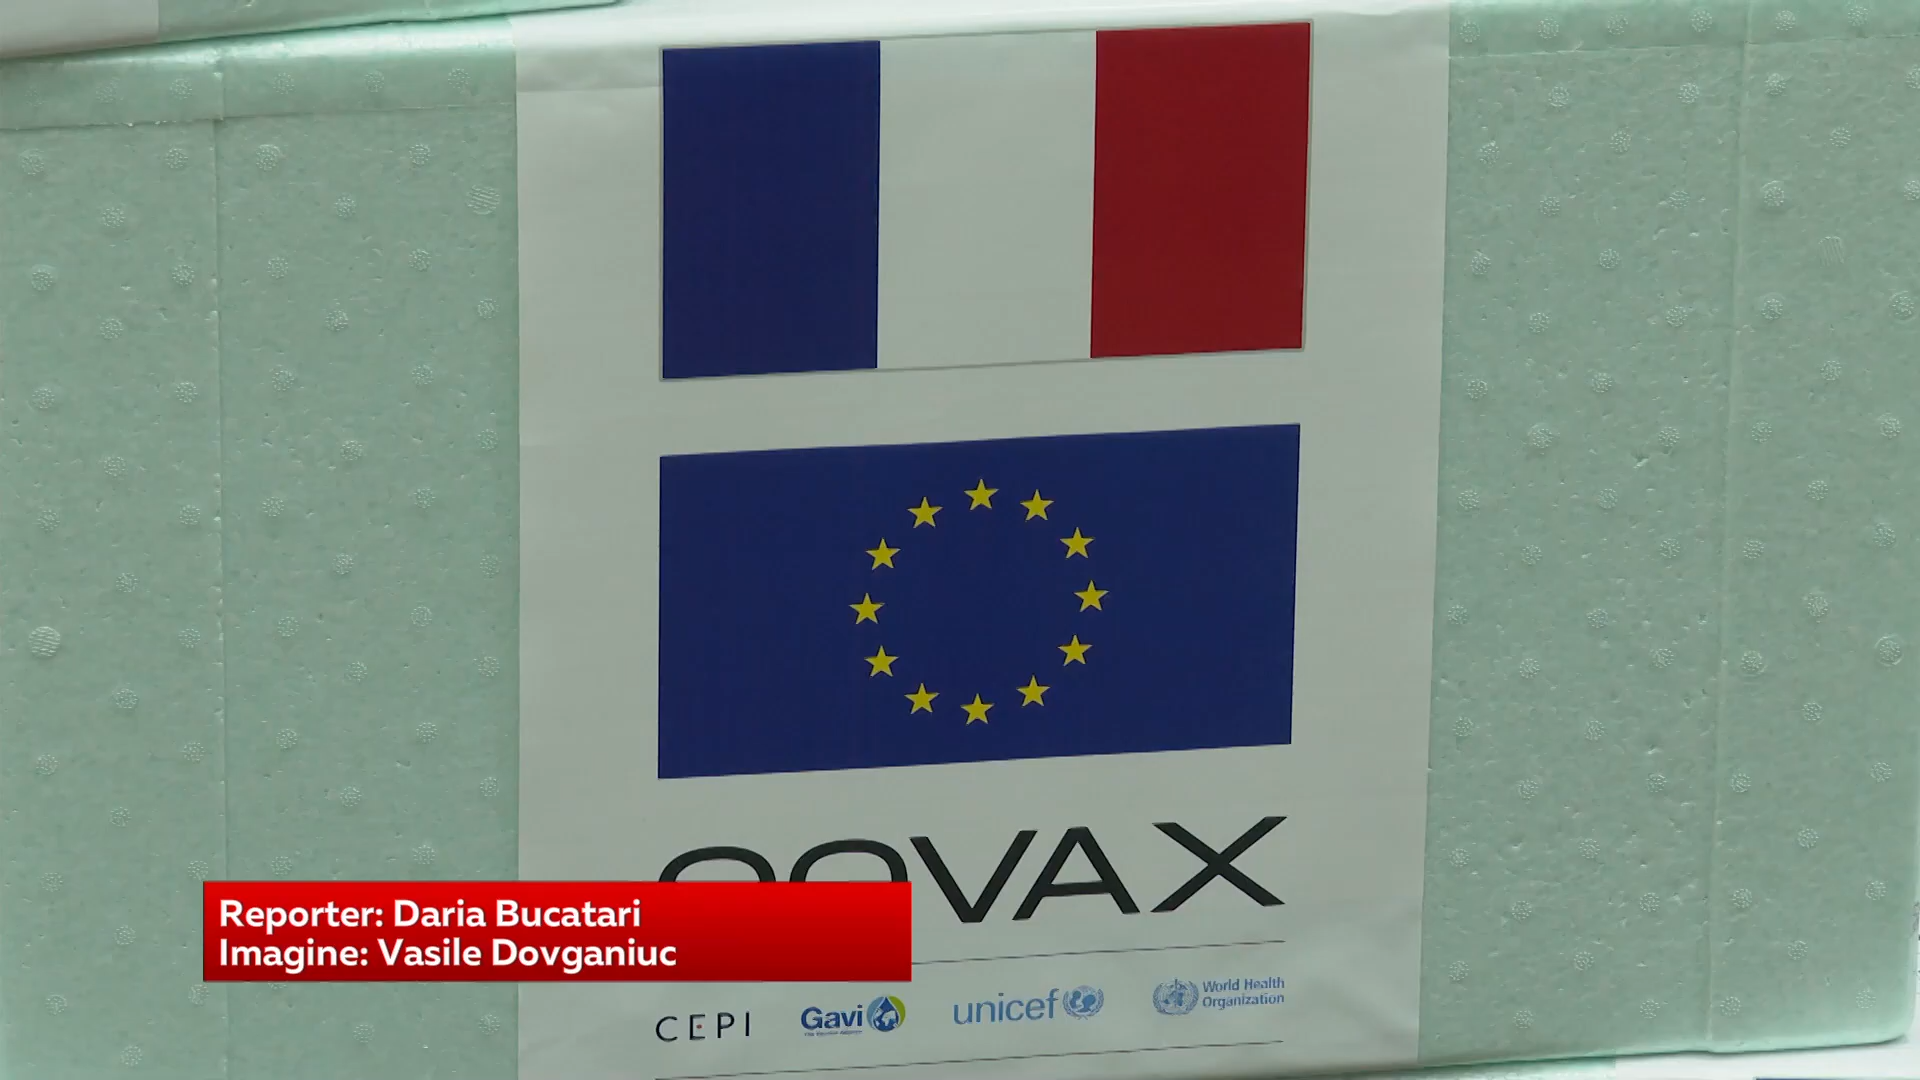 COVAX
Reporter: Daria Bucatari
Imagine: Vasile Dovganiuc
CEPI
Gavi
unicef
World Health
Organization